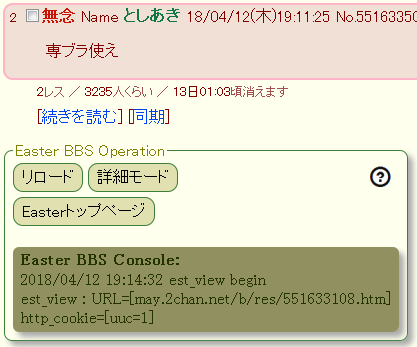 2 無念 Name としあき 18/04/12(木)19:11:25 No.55163350
専ブラ使え
2レス ／ 3235人くらい ／ 13日01:03頃消えます
[続きを読む] [同期]
Easter BBS Operation
リロード 詳細モード
Easterトップページ
Easter BBS Console:
2018/04/12 19:14:32 est_view begin
est_view : URL=[may.2chan.net/b/res/551633108.htm]
http_cookie=[uuc=1]